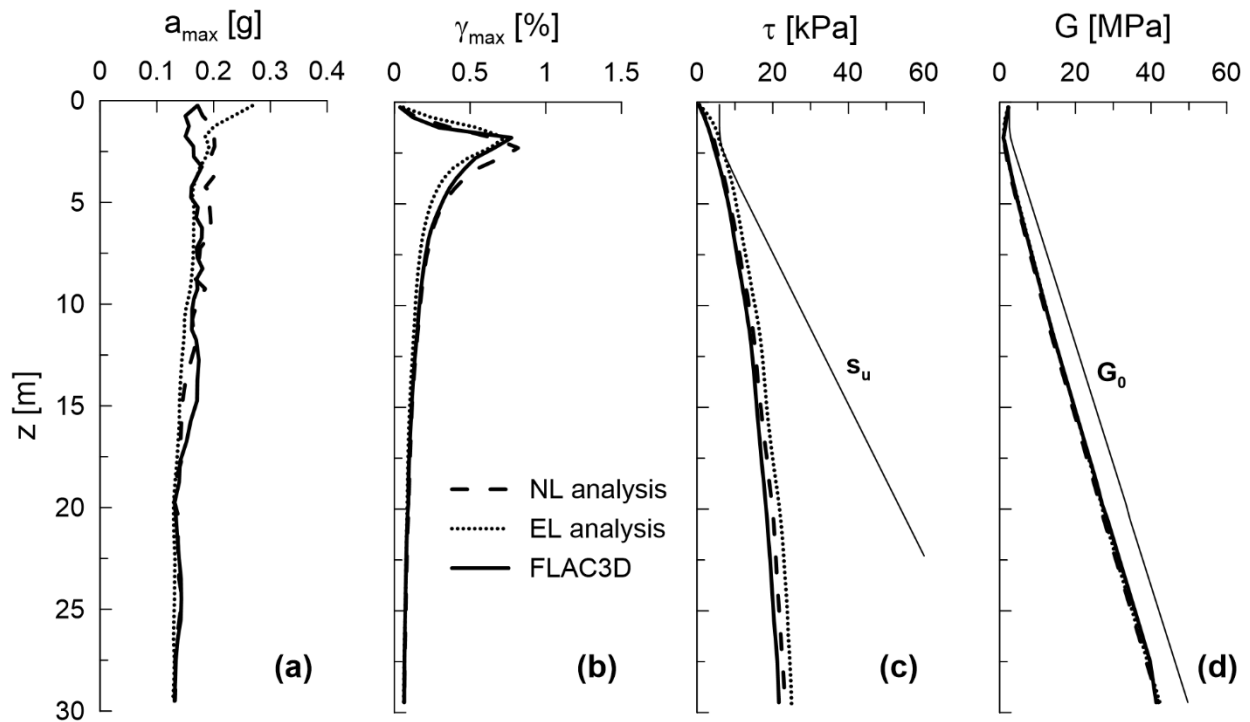 a_max [g]
0 0.1 0.2 0.3 0.4
γ_max [%]
0 0.5 1 1.5
τ [kPa]
0 20 40 60
G [MPa]
0 20 40 60
z [m]
0
5
10
15
20
25
30
s_u
G_0
NL analysis
EL analysis
FLAC3D
(a)
(b)
(c)
(d)